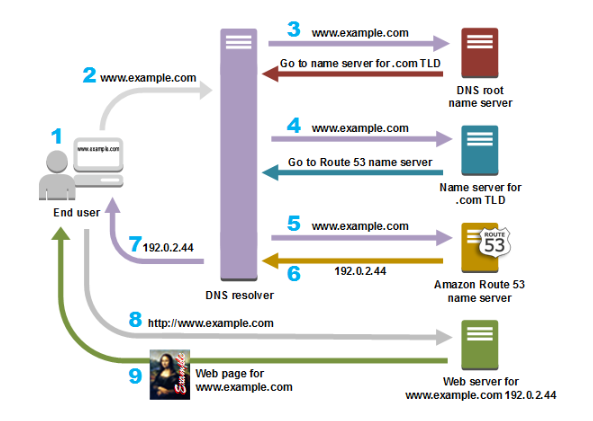 1
www.example.com
End user
2 www.example.com
3 www.example.com
Go to name server for .com TLD
DNS root
name server
4 www.example.com
Go to Route 53 name server
Name server for
.com TLD
5 www.example.com
ROUTE
53
6 192.0.2.44
Amazon Route 53
name server
7 192.0.2.44
DNS resolver
8 http://www.example.com
9
Example
Web page for
www.example.com
Web server for
www.example.com 192.0.2.44